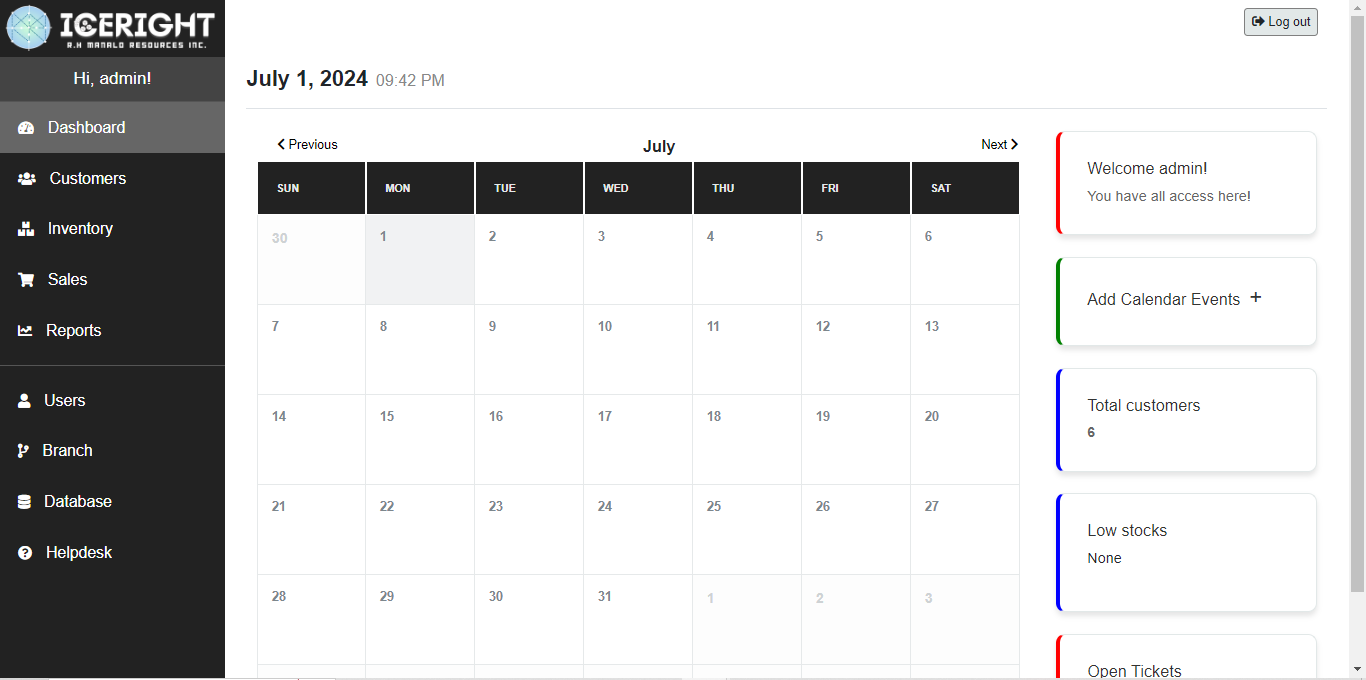 ICERIGHT
R.H MANALO RESOURCES INC.
Hi, admin!
Dashboard
Customers
Inventory
Sales
Reports
Users
Branch
Database
Helpdesk
Log out
July 1, 2024 09:42 PM
Previous July Next
SUN MON TUE WED THU FRI SAT
30 1 2 3 4 5 6
7 8 9 10 11 12 13
14 15 16 17 18 19 20
21 22 23 24 25 26 27
28 29 30 31 1 2 3
Welcome admin!
You have all access here!
Add Calendar Events +
Total customers
6
Low stocks
None
Open Tickets